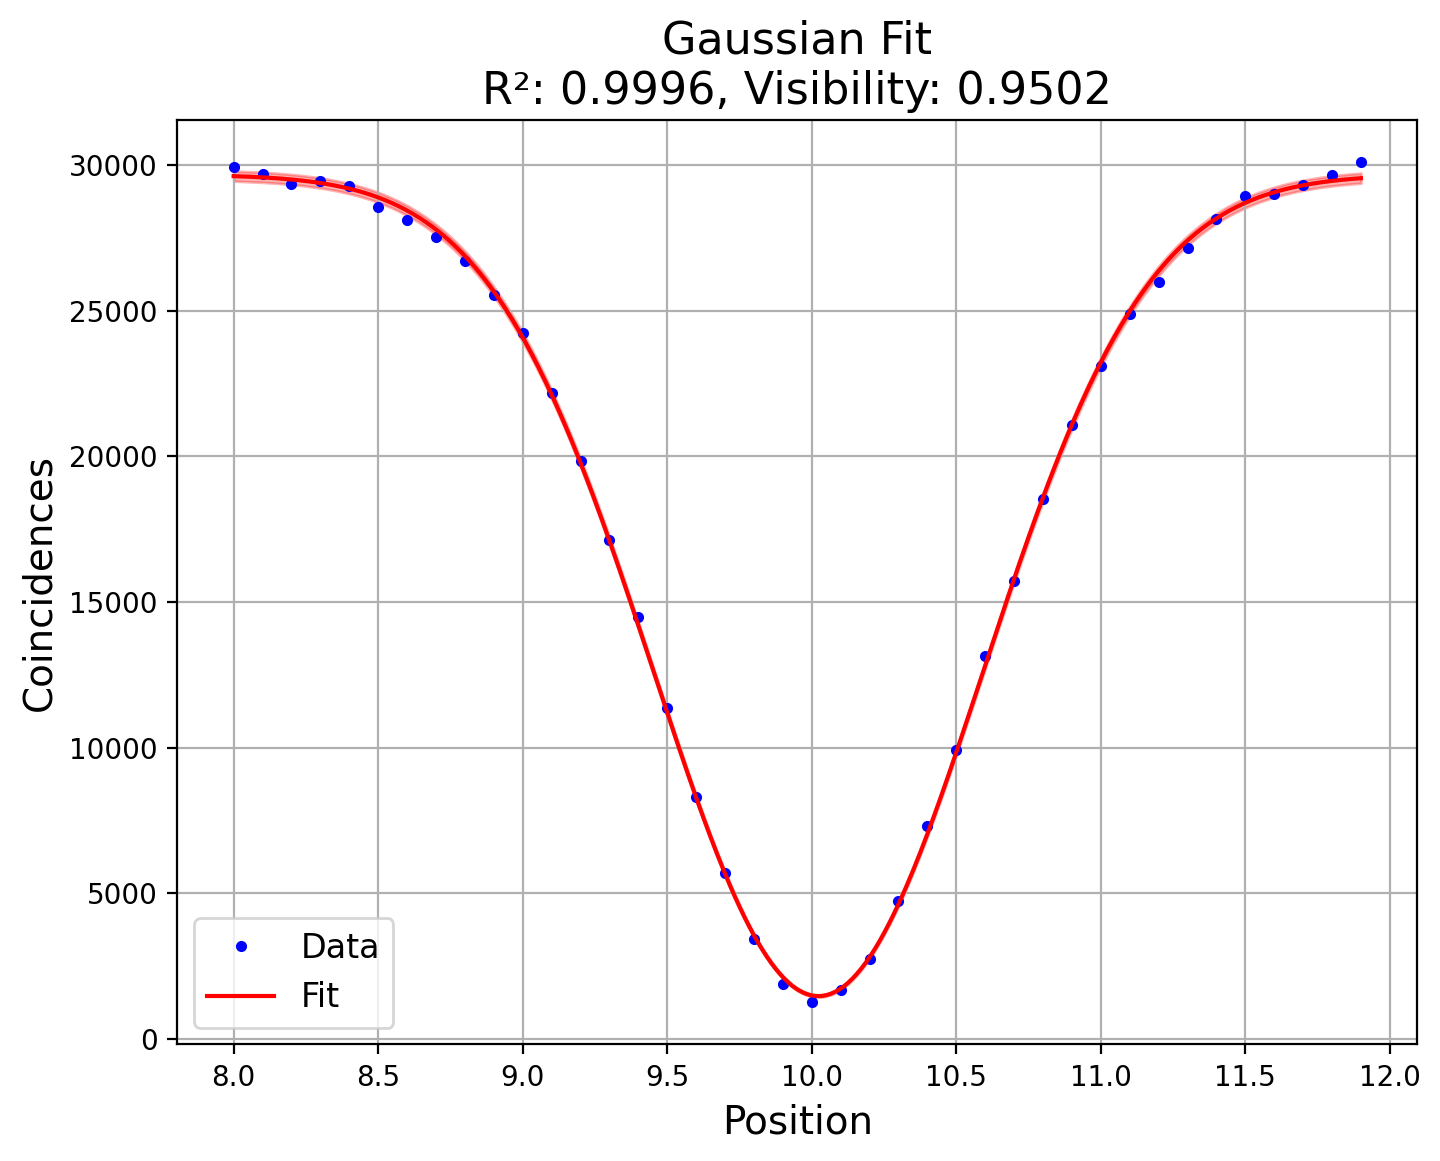 Gaussian Fit
R²: 0.9996, Visibility: 0.9502
30000
25000
20000
15000
10000
5000
0
Coincidences
Data
Fit
8.0 8.5 9.0 9.5 10.0 10.5 11.0 11.5 12.0
Position